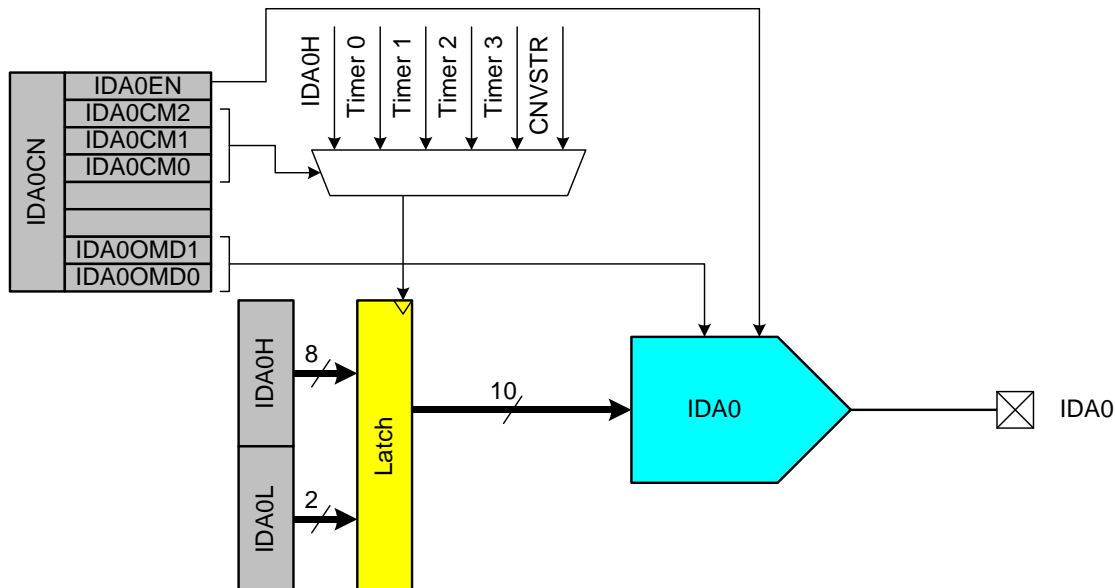 IDA0CN
IDA0EN
IDA0CM2
IDA0CM1
IDA0CM0
IDA0OMD1
IDA0OMD0
IDA0H
Timer 0
Timer 1
Timer 2
Timer 3
CNVSTR
IDA0H
8
IDA0L
2
Latch
10
IDA0
IDA0